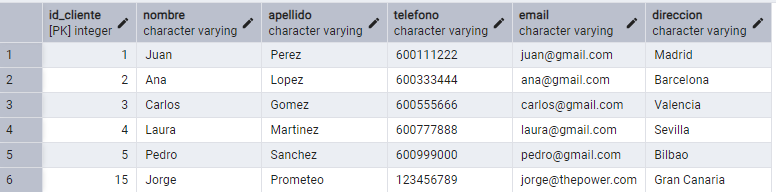 id_cliente nombre apellido telefono email direccion
[PK] integer character varying character varying character varying character varying character varying
1 1 Juan Perez 600111222 juan@gmail.com Madrid
2 2 Ana Lopez 600333444 ana@gmail.com Barcelona
3 3 Carlos Gomez 600555666 carlos@gmail.com Valencia
4 4 Laura Martinez 600777888 laura@gmail.com Sevilla
5 5 Pedro Sanchez 600999000 pedro@gmail.com Bilbao
6 15 Jorge Prometeo 123456789 jorge@thepower.com Gran Canaria